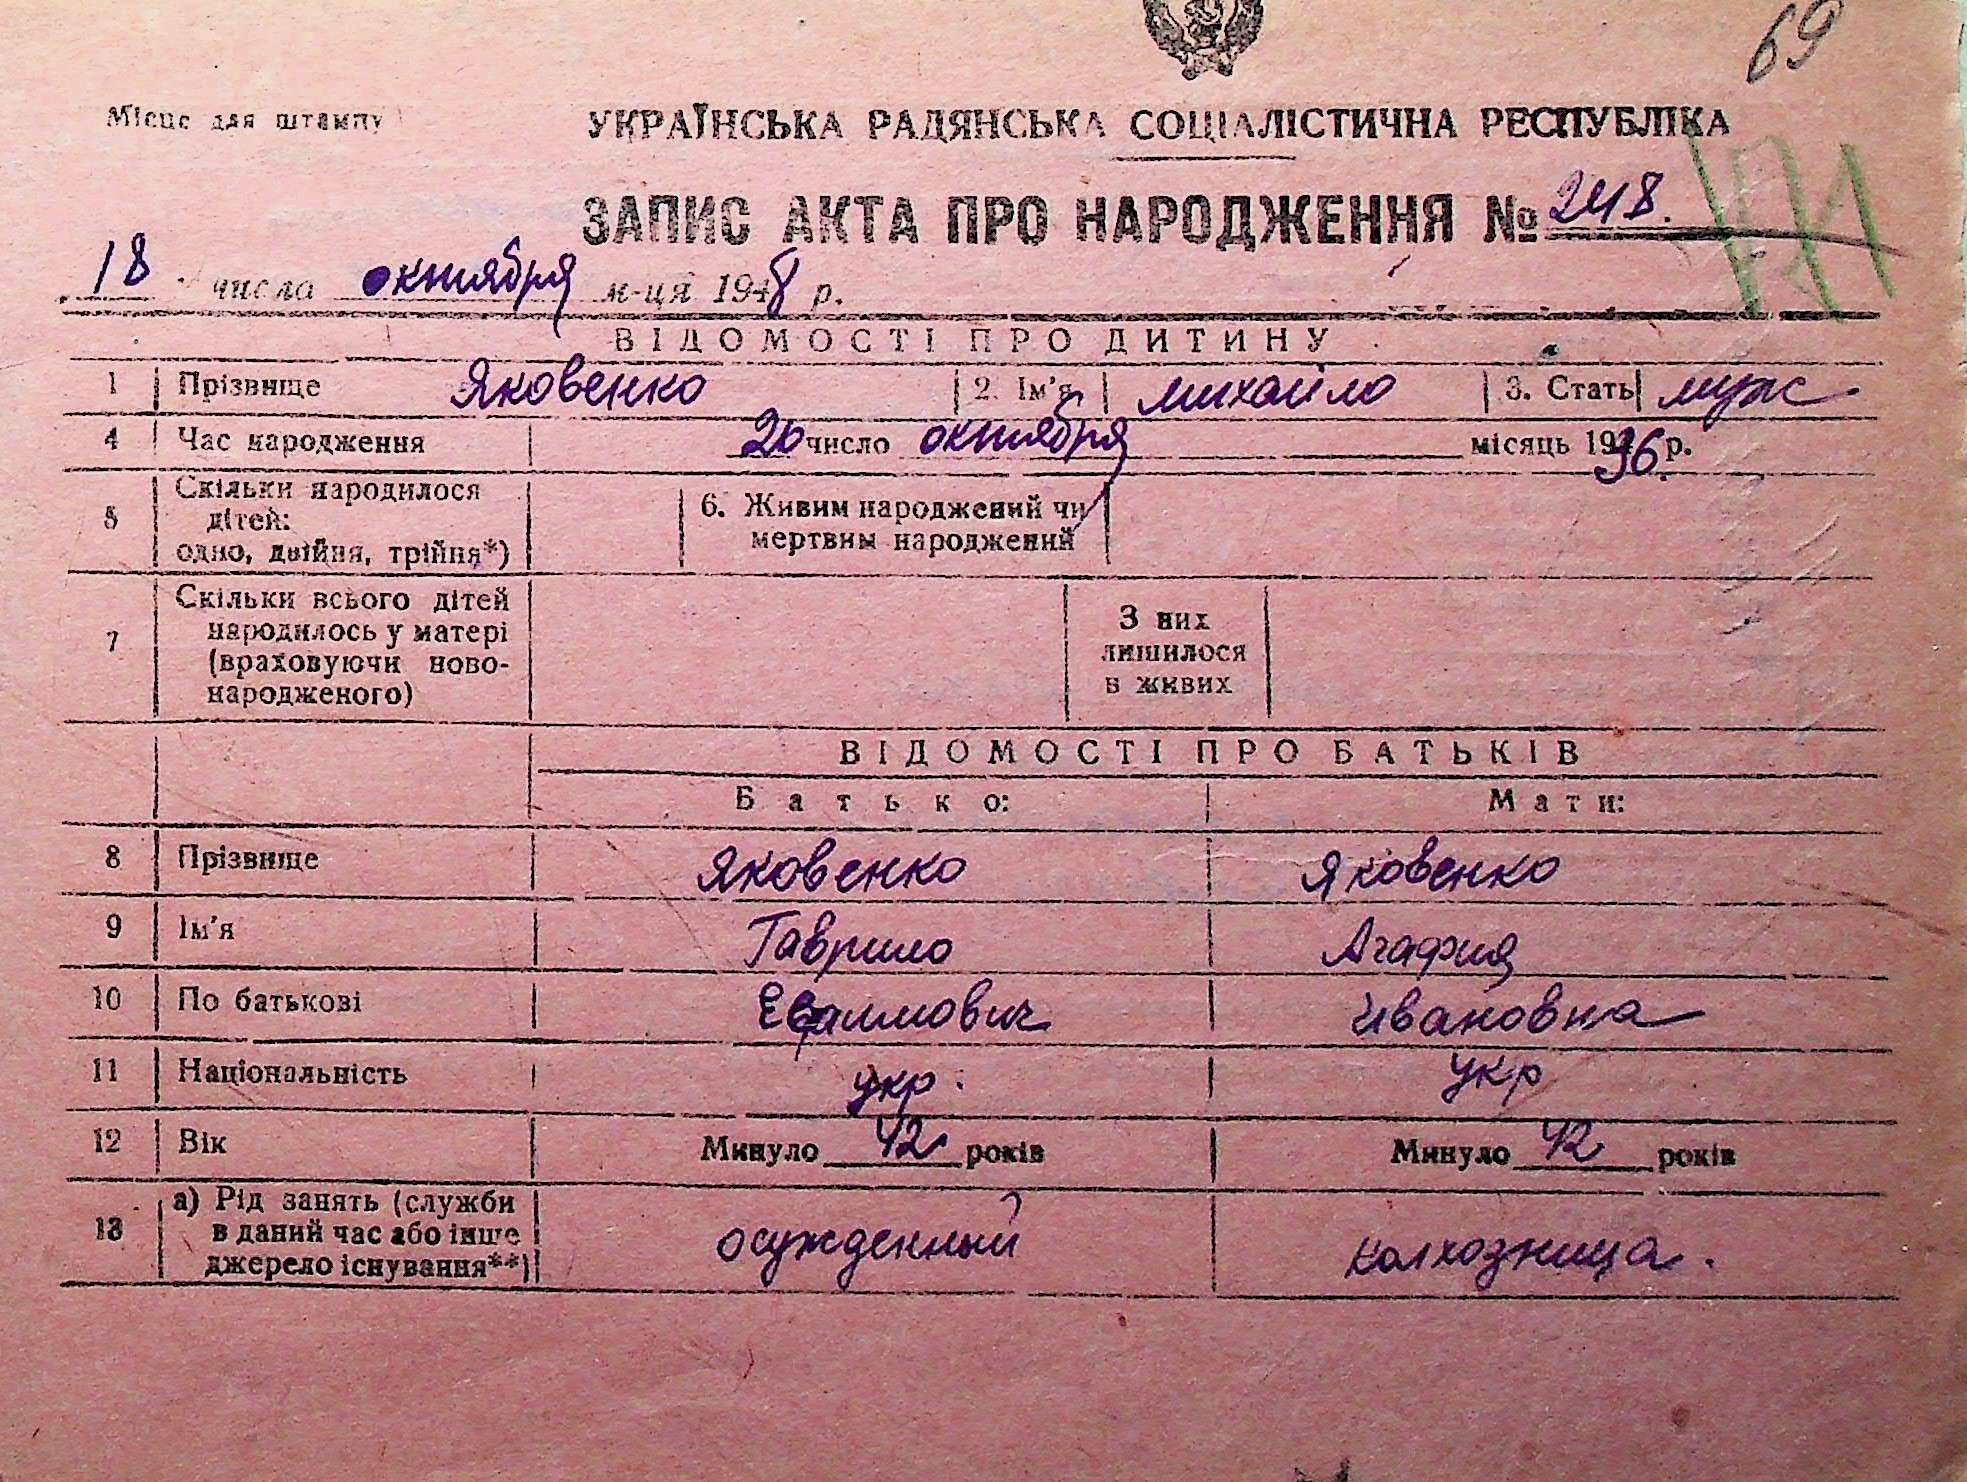 69
Місце для штампу
УКРАЇНСЬКА РАДЯНСЬКА СОЦІАЛІСТИЧНА РЕСПУБЛІКА
ЗАПИС АКТА ПРО НАРОДЖЕННЯ № 248.
18 числа октября м-ця 1948 р.
ВІДОМОСТІ ПРО ДИТИНУ
1 Прізвище Яковенко 2. Ім'я михайло 3. Стать муж
4 Час народження 20 число октября місяць 1936 р.
5 Скільки народилося дітей: одно, двійня, трійня*) 6. Живим народжений чи мертвим народжений
7 Скільки всього дітей народилось у матері (враховуючи ново-народженого) З них лишилося в живих
ВІДОМОСТІ ПРО БАТЬКІВ
Батько: Мати:
8 Прізвище Яковенко Яковенко
9 Ім'я Гаврило Агафия
10 По батькові Ивановна
11 Національність укр. укр
12 Вік Минуло 42 років Минуло 42 років
13 а) Рід занять (служби в даний час або інше джерело існування**) осужденный колхозница.